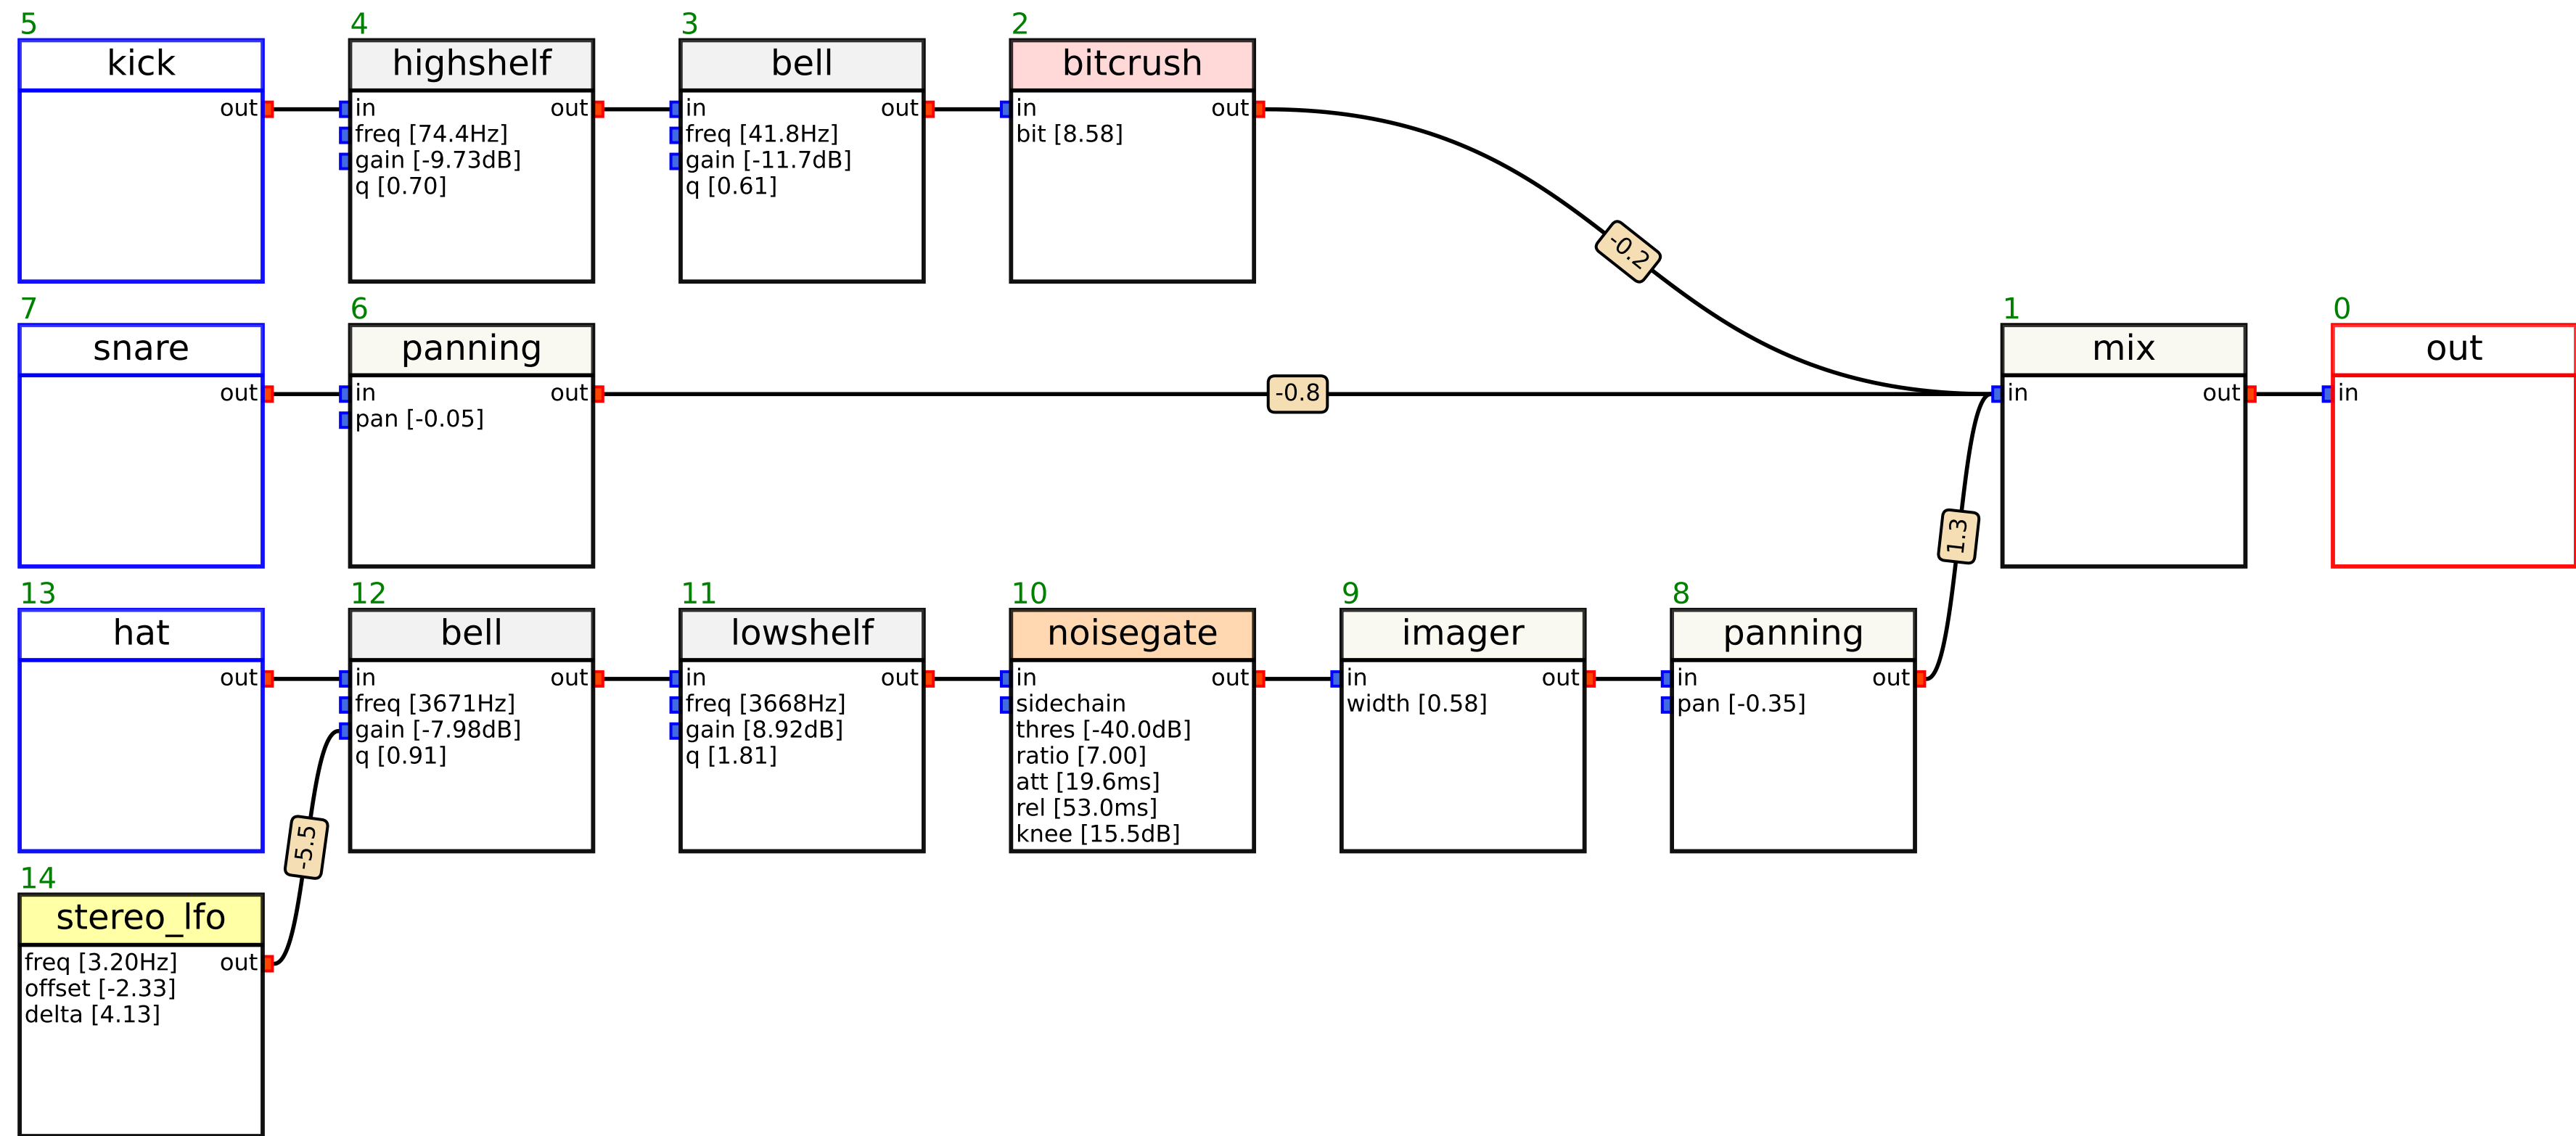 5
kick
out
4
highshelf
in out
freq [74.4Hz]
gain [-9.73dB]
q [0.70]
3
bell
in out
freq [41.8Hz]
gain [-11.7dB]
q [0.61]
2
bitcrush
in out
bit [8.58]
-0.2
7
snare
out
6
panning
in out
pan [-0.05]
-0.8
1
mix
in out
0
out
in
13
hat
out
12
bell
in out
freq [3671Hz]
gain [-7.98dB]
q [0.91]
11
lowshelf
in out
freq [3668Hz]
gain [8.92dB]
q [1.81]
10
noisegate
in out
sidechain
thres [-40.0dB]
ratio [7.00]
att [19.6ms]
rel [53.0ms]
knee [15.5dB]
9
imager
in out
width [0.58]
8
panning
in out
pan [-0.35]
1.3
-5.5
14
stereo_lfo
freq [3.20Hz] out
offset [-2.33]
delta [4.13]